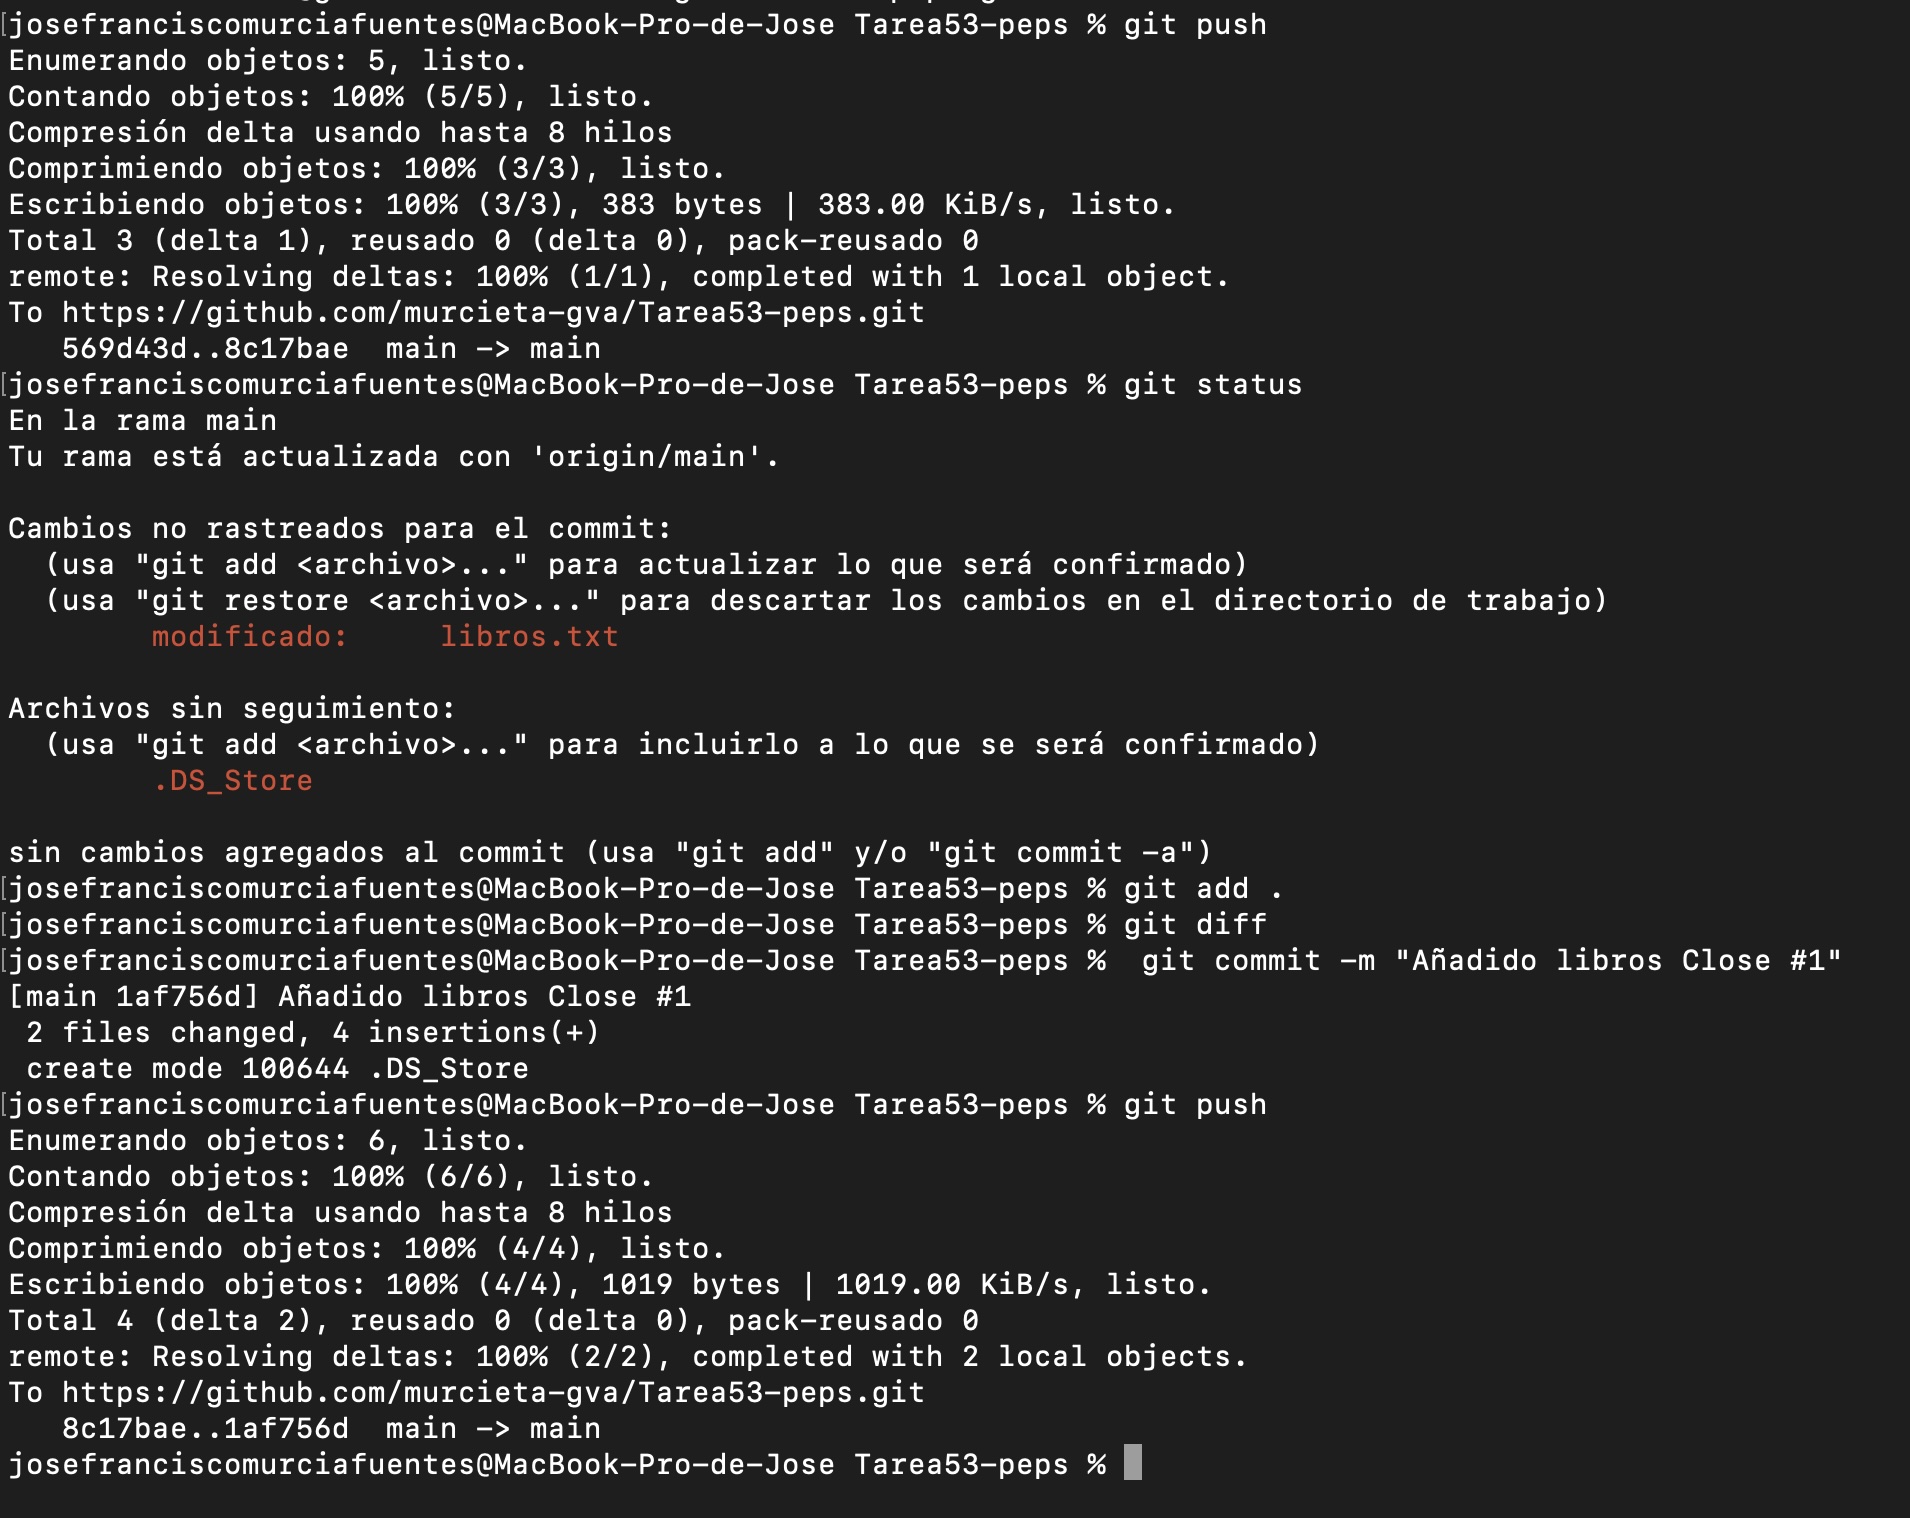 [josefranciscomurciafuentes@MacBook-Pro-de-Jose Tarea53-peps % git push
Enumerando objetos: 5, listo.
Contando objetos: 100% (5/5), listo.
Compresión delta usando hasta 8 hilos
Comprimiendo objetos: 100% (3/3), listo.
Escribiendo objetos: 100% (3/3), 383 bytes | 383.00 KiB/s, listo.
Total 3 (delta 1), reusado 0 (delta 0), pack-reusado 0
remote: Resolving deltas: 100% (1/1), completed with 1 local object.
To https://github.com/murcieta-gva/Tarea53-peps.git
   569d43d..8c17bae  main -> main
[josefranciscomurciafuentes@MacBook-Pro-de-Jose Tarea53-peps % git status
En la rama main
Tu rama está actualizada con 'origin/main'.

Cambios no rastreados para el commit:
  (usa "git add <archivo>..." para actualizar lo que será confirmado)
  (usa "git restore <archivo>..." para descartar los cambios en el directorio de trabajo)
        modificado:     libros.txt

Archivos sin seguimiento:
  (usa "git add <archivo>..." para incluirlo a lo que se será confirmado)
        .DS_Store

sin cambios agregados al commit (usa "git add" y/o "git commit -a")
[josefranciscomurciafuentes@MacBook-Pro-de-Jose Tarea53-peps % git add .
[josefranciscomurciafuentes@MacBook-Pro-de-Jose Tarea53-peps % git diff
[josefranciscomurciafuentes@MacBook-Pro-de-Jose Tarea53-peps %  git commit -m "Añadido libros Close #1"
[main 1af756d] Añadido libros Close #1
 2 files changed, 4 insertions(+)
 create mode 100644 .DS_Store
[josefranciscomurciafuentes@MacBook-Pro-de-Jose Tarea53-peps % git push
Enumerando objetos: 6, listo.
Contando objetos: 100% (6/6), listo.
Compresión delta usando hasta 8 hilos
Comprimiendo objetos: 100% (4/4), listo.
Escribiendo objetos: 100% (4/4), 1019 bytes | 1019.00 KiB/s, listo.
Total 4 (delta 2), reusado 0 (delta 0), pack-reusado 0
remote: Resolving deltas: 100% (2/2), completed with 2 local objects.
To https://github.com/murcieta-gva/Tarea53-peps.git
   8c17bae..1af756d  main -> main
josefranciscomurciafuentes@MacBook-Pro-de-Jose Tarea53-peps %